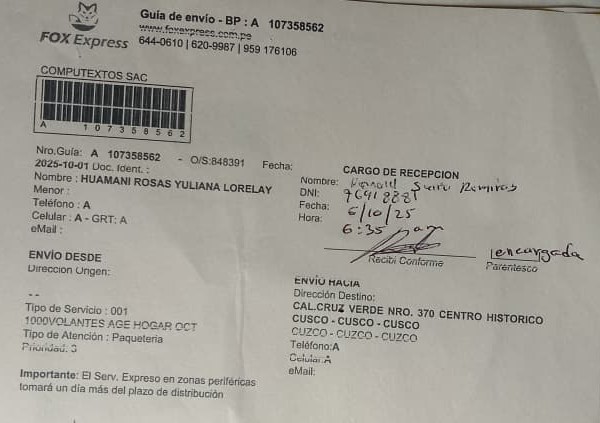 FOX Express
Guía de envío - BP : A 107358562
www.foxexpress.com.pe
644-0610 | 620-9987 | 959 176106
COMPUTEXTOS SAC
A 1 0 7 3 5 8 5 6 2
Nro.Guía: A 107358562 - O/S:848391 Fecha:
2025-10-01 Doc. Ident. :
Nombre : HUAMANI ROSAS YULIANA LORELAY
Menor :
Teléfono : A
Celular : A - GRT: A
eMail :
ENVÍO DESDE
Dirección Origen:
--
Tipo de Servicio : 001
1000VOLANTES AGE HOGAR OCT
Tipo de Atención : Paqueteria
Prioridad: 3
Importante: El Serv. Expreso en zonas periféricas
tomará un día más del plazo de distribución
CARGO DE RECEPCION
Nombre: Ramirez
DNI:
Fecha: 6/10/25
Hora: 6:35
Recibí Conforme
encargada
Parentesco
ENVÍO HACIA
Dirección Destino:
CAL.CRUZ VERDE NRO. 370 CENTRO HISTORICO
CUSCO - CUSCO - CUSCO
CUZCO - CUZCO - CUZCO
Teléfono:A
Celular:A
eMail: